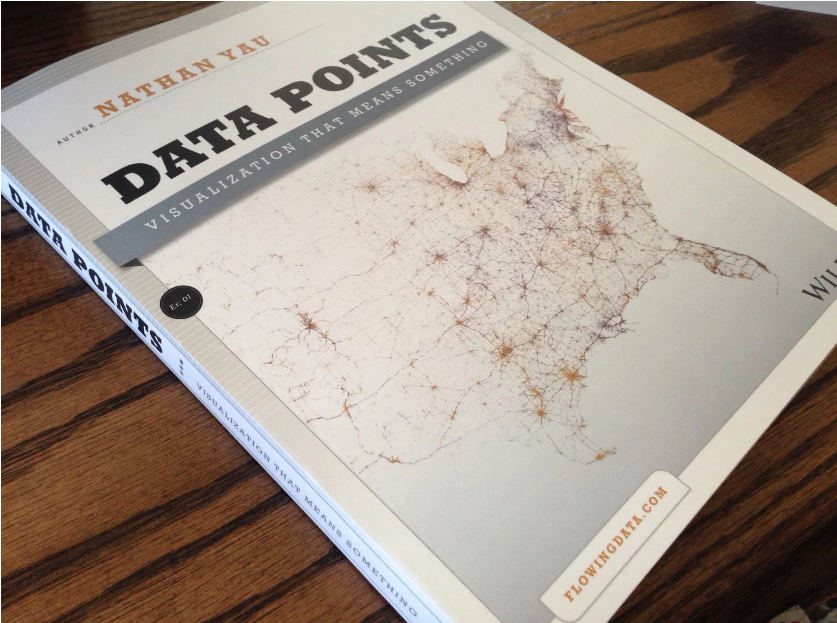 AUTHOR NATHAN YAU
DATA POINTS
VISUALIZATION THAT MEANS SOMETHING
Ex. 01
DATA POINTS
VISUALIZATION THAT MEANS SOMETHING
FLOWINGDATA.COM